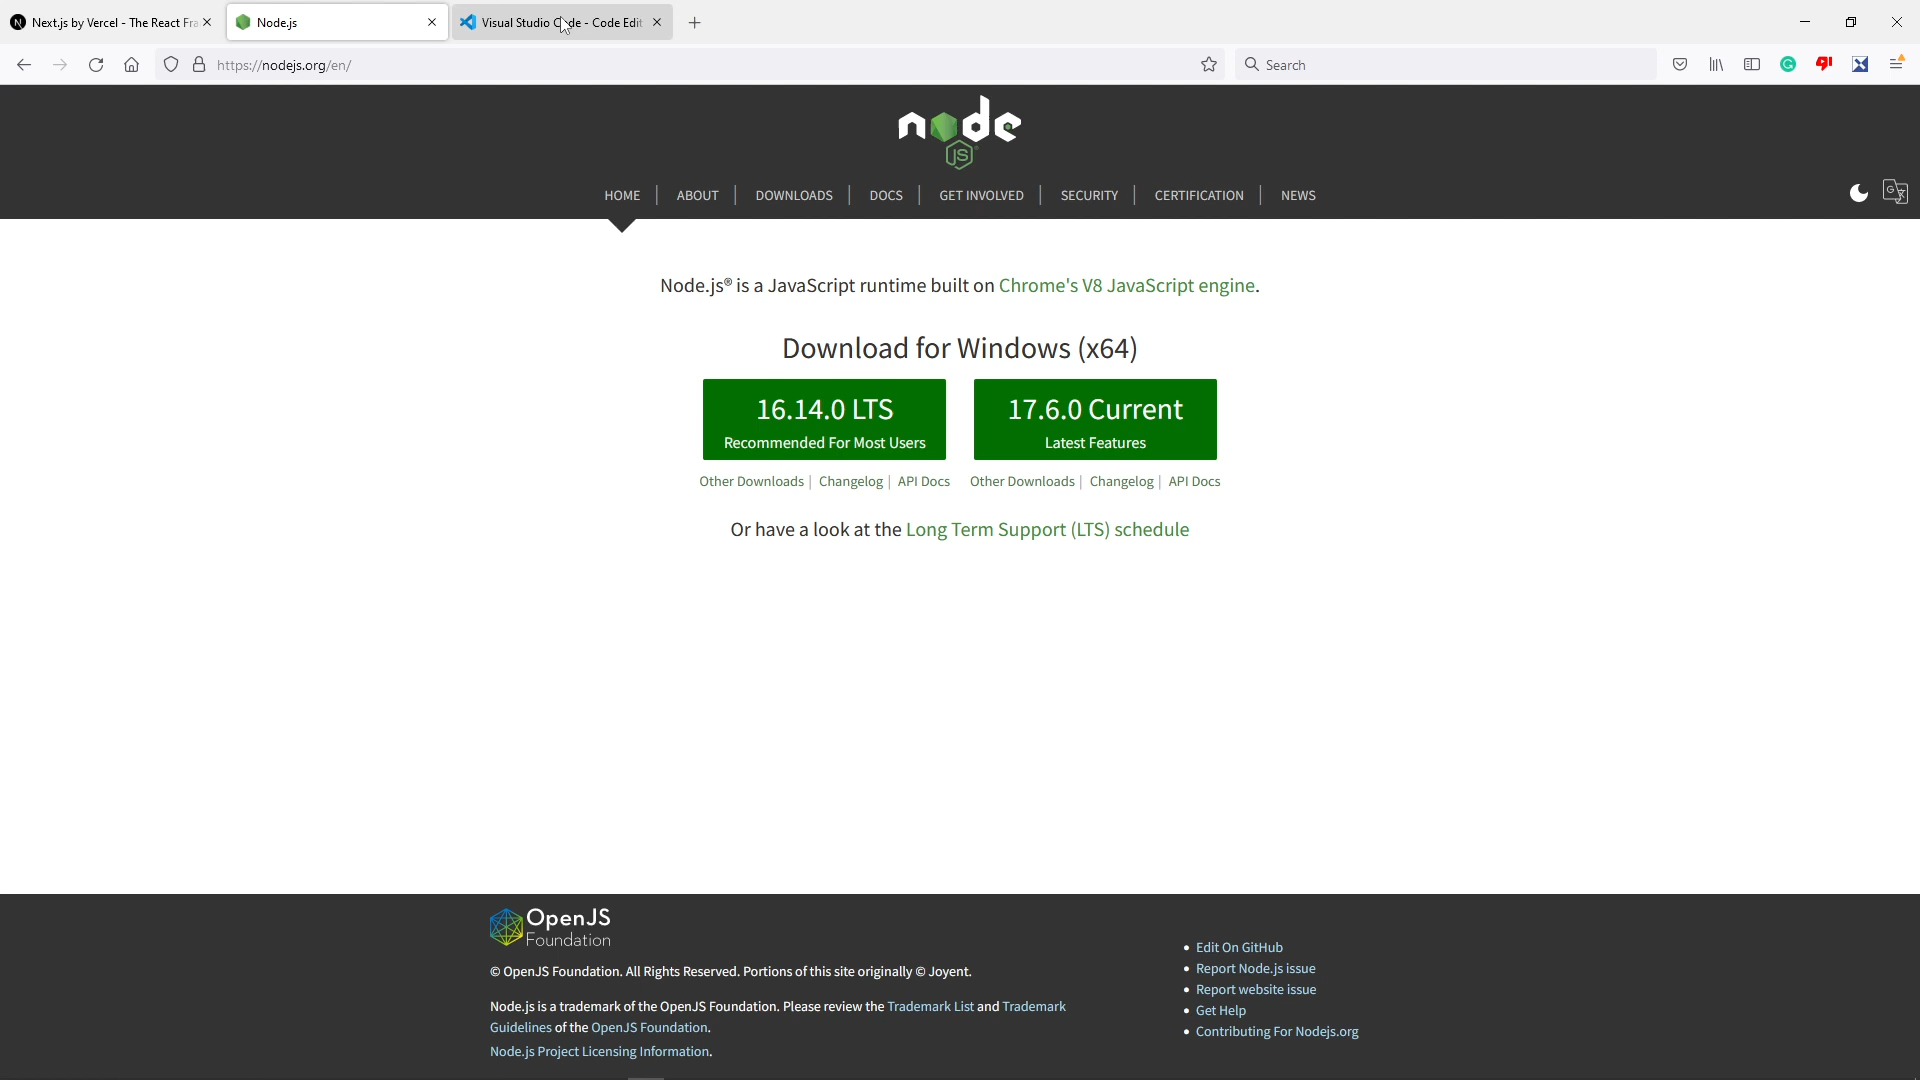 Next.js by Vercel - The React Fra
Node.js
Visual Studio Code - Code Edit
https://nodejs.org/en/
Search
node
JS
HOME
ABOUT
DOWNLOADS
DOCS
GET INVOLVED
SECURITY
CERTIFICATION
NEWS
Node.js® is a JavaScript runtime built on Chrome's V8 JavaScript engine.
Download for Windows (x64)
16.14.0 LTS
Recommended For Most Users
17.6.0 Current
Latest Features
Other Downloads | Changelog | API Docs
Other Downloads | Changelog | API Docs
Or have a look at the Long Term Support (LTS) schedule
OpenJS
Foundation
© OpenJS Foundation. All Rights Reserved. Portions of this site originally © Joyent.
Node.js is a trademark of the OpenJS Foundation. Please review the Trademark List and Trademark
Guidelines of the OpenJS Foundation.
Node.js Project Licensing Information.
Edit On GitHub
Report Node.js issue
Report website issue
Get Help
Contributing For Nodejs.org